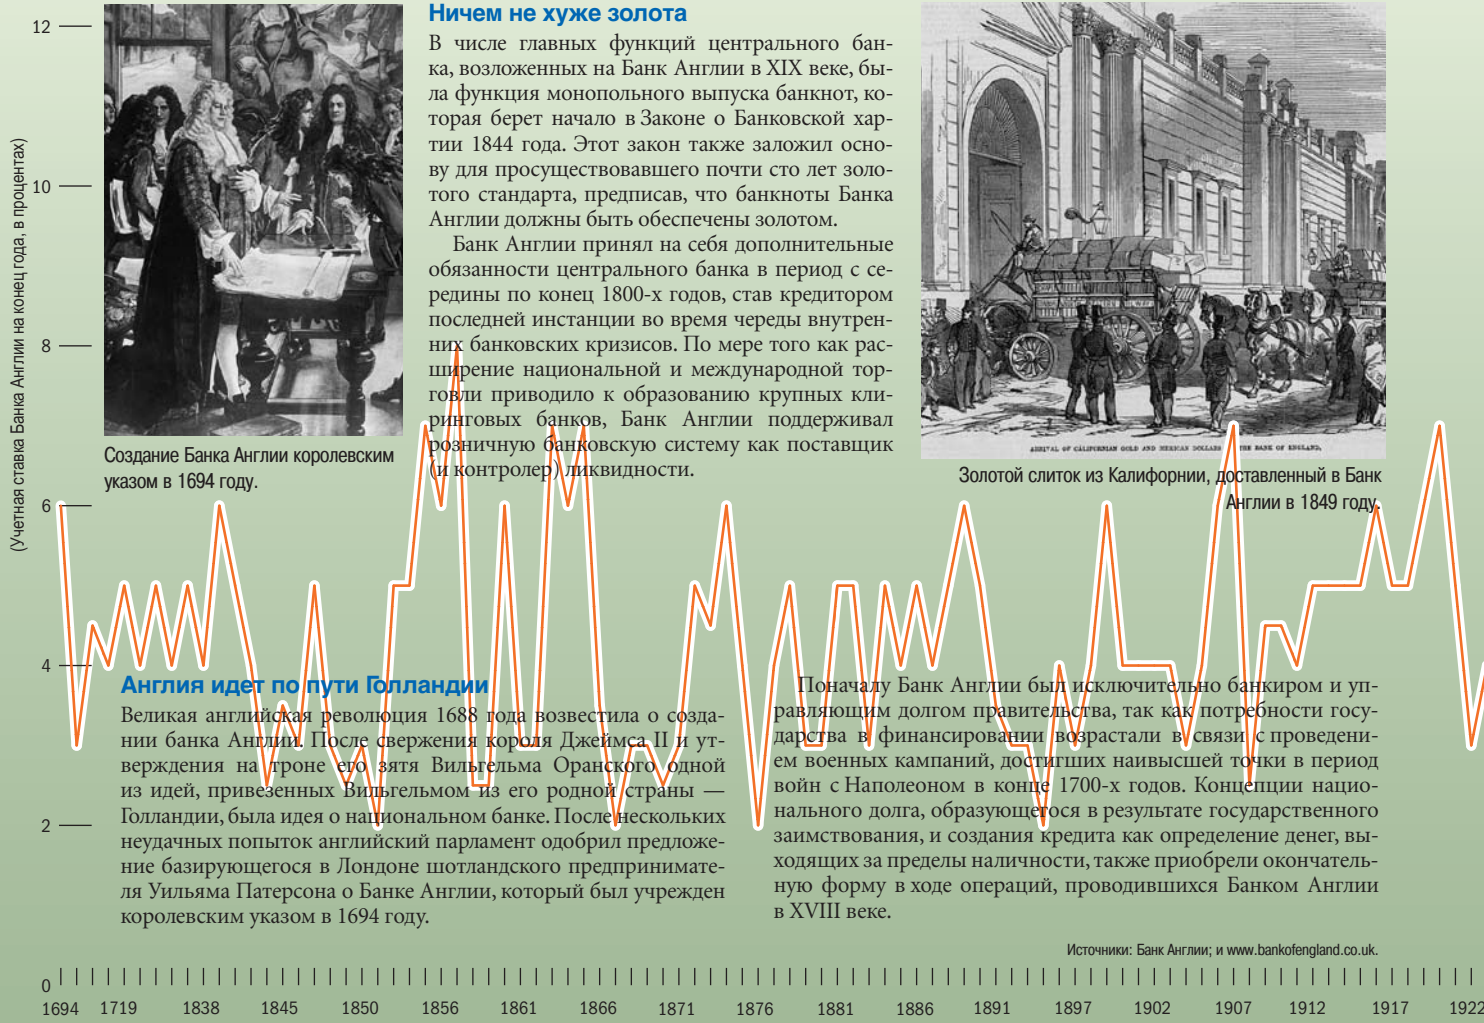 (Учетная ставка Банка Англии на конец года, в процентах)
12
10
8
6
4
2
0
Ничем не хуже золота
В числе главных функций центрального бан-
ка, возложенных на Банк Англии в XIX веке, бы-
ла функция монопольного выпуска банкнот, ко-
торая берет начало в Законе о Банковской хар-
тии 1844 года. Этот закон также заложил осно-
ву для просуществовавшего почти сто лет золо-
того стандарта, предписав, что банкноты Банка
Англии должны быть обеспечены золотом.
Банк Англии принял на себя дополнительные
обязанности центрального банка в период с се-
редины по конец 1800-х годов, став кредитором
последней инстанции во время череды внутрен-
них банковских кризисов. По мере того как рас-
ширение национальной и международной тор-
говли приводило к образованию крупных кли-
ринговых банков, Банк Англии поддерживал
розничную банковскую систему как поставщик
(и контролер) ликвидности.
Создание Банка Англии королевским
указом в 1694 году.
ARRIVAL OF CALIFORNIAN GOLD AND MEXICAN DOLLARS AT THE BANK OF ENGLAND.
Золотой слиток из Калифорнии, доставленный в Банк
Англии в 1849 году.
Англия идет по пути Голландии
Великая английская революция 1688 года возвестила о созда-
нии банка Англии. После свержения короля Джеймса II и ут-
верждения на троне его зятя Вильгельма Оранского одной
из идей, привезенных Вильгельмом из его родной страны —
Голландии, была идея о национальном банке. После нескольких
неудачных попыток английский парламент одобрил предложе-
ние базирующегося в Лондоне шотландского предпринимате-
ля Уильяма Патерсона о Банке Англии, который был учрежден
королевским указом в 1694 году.
Поначалу Банк Англии был исключительно банкиром и уп-
равляющим долгом правительства, так как потребности госу-
дарства в финансировании возрастали в связи с проведени-
ем военных кампаний, достигших наивысшей точки в период
войн с Наполеоном в конце 1700-х годов. Концепции нацио-
нального долга, образующегося в результате государственного
заимствования, и создания кредита как определение денег, вы-
ходящих за пределы наличности, также приобрели окончатель-
ную форму в ходе операций, проводившихся Банком Англии
в XVIII веке.
Источники: Банк Англии; и www.bankofengland.co.uk.
1694 1719 1838 1845 1850 1856 1861 1866 1871 1876 1881 1886 1891 1897 1902 1907 1912 1917 1922